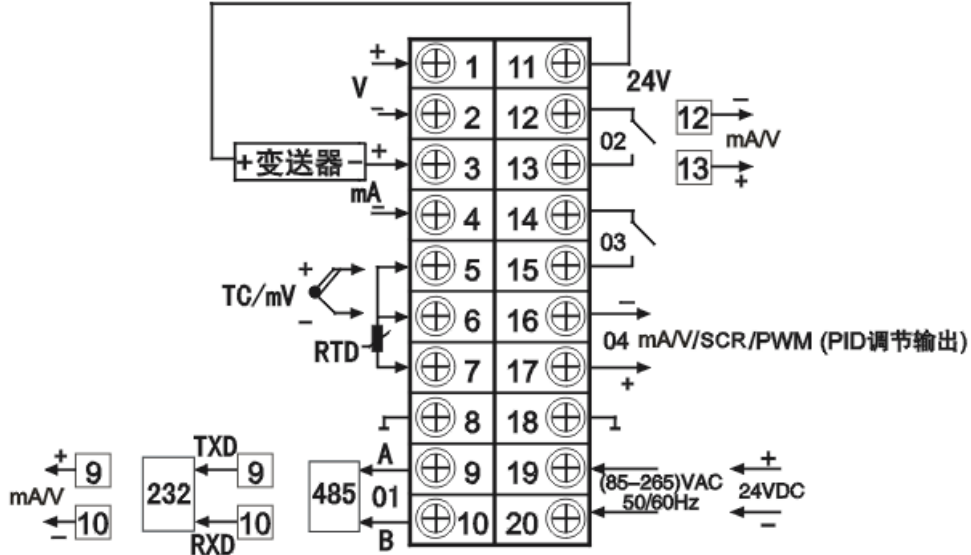 + 1 11
V 24V
- 2 12 12 - mA/V
02
+变送器- + 3 13 13 +
mA
- 4 14
03
+ 5 15
TC/mV
- 6 16 -
RTD 04 mA/V/SCR/PWM (PID调节输出)
7 17 +
8 18
+ 9 TXD 9 A 9 19 +
mA/V 232 485 01 (85-265)VAC 24VDC
50/60Hz
- 10 RXD 10 B 10 20 -